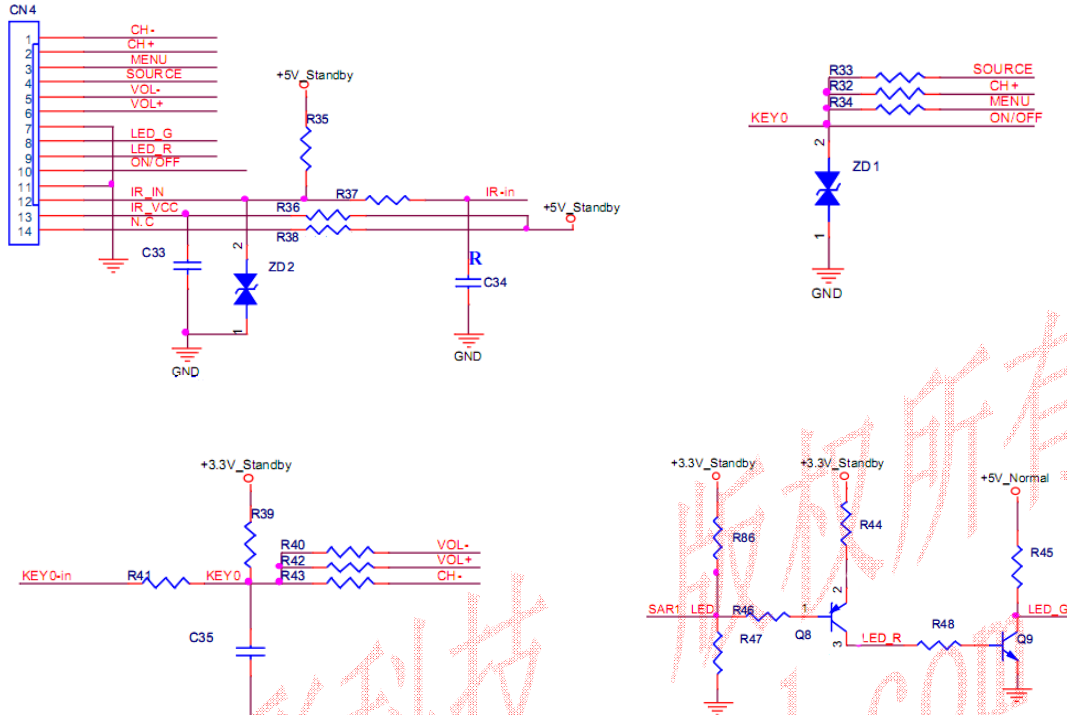 CN4
1 CH-
2 CH+
3 MENU
4 SOURCE
5 VOL-
6 VOL+
7
8 LED_G
9 LED_R
10 ON/OFF
11
12 IR_IN
13 IR_VCC
14 N.C
+5V_Standby
R35
R37
IR-in
R36
+5V_Standby
R38
C33
2
ZD2
1
R
C34
GND
GND
R33 SOURCE
R32 CH+
R34 MENU
KEY0 ON/OFF
2
ZD1
1
GND
+3.3V_Standby
R39
R40 VOL-
R42 VOL+
KEY0-in R41 KEY0 R43 CH-
C35
+3.3V_Standby
+3.3V_Standby
+5V_Normal
R86
R44
R45
SAR1_LED R46 1 2 LED_G
R47 Q8 3 LED_R R48 Q9
版权所有
科技